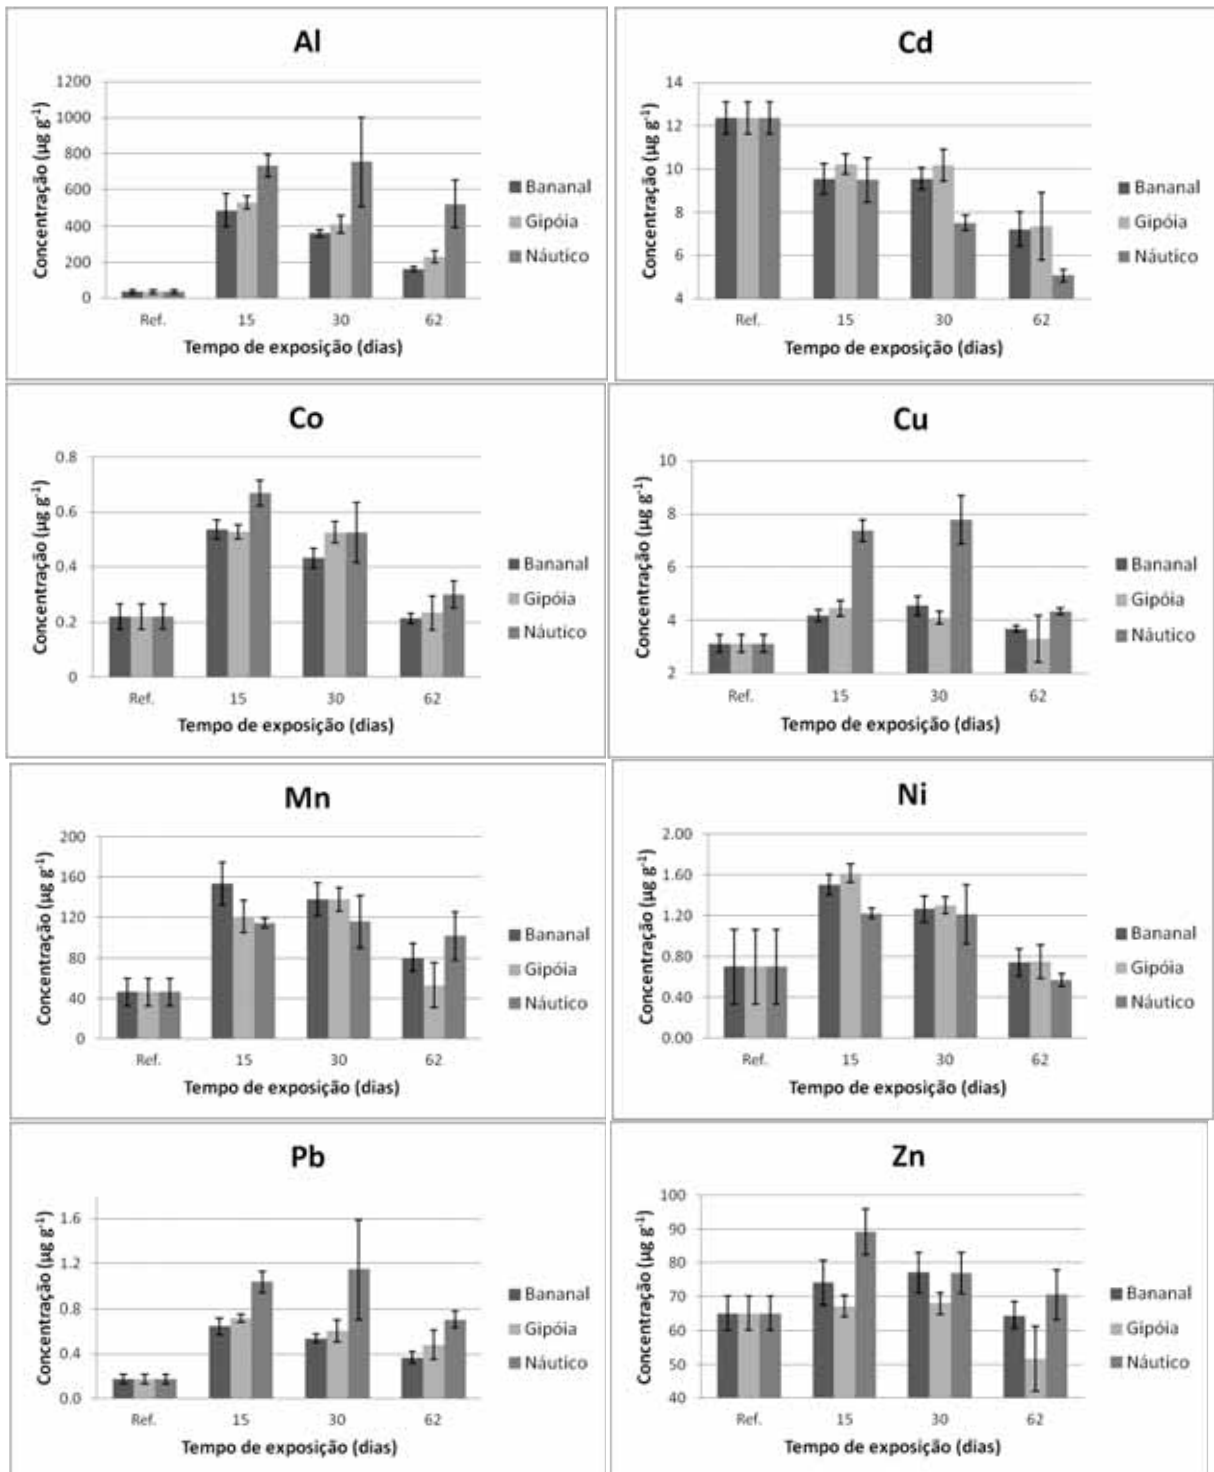 Al
Concentração (µg g⁻¹)
1200
1000
800
600
400
200
0
Ref.
15
30
62
Tempo de exposição (dias)
Bananal
Gipóia
Náutico
Cd
Concentração (µg g⁻¹)
14
12
10
8
6
4
Ref.
15
30
62
Tempo de exposição (dias)
Bananal
Gipóia
Náutico
Co
Concentração (µg g⁻¹)
0.8
0.6
0.4
0.2
0
Ref.
15
30
62
Tempo de exposição (dias)
Bananal
Gipóia
Náutico
Cu
Concentração (µg g⁻¹)
10
8
6
4
2
Ref.
15
30
62
Tempo de exposição (dias)
Bananal
Gipóia
Náutico
Mn
Concentração (µg g⁻¹)
200
160
120
80
40
0
Ref.
15
30
62
Tempo de exposição (dias)
Bananal
Gipóia
Náutico
Ni
Concentração (µg g⁻¹)
2.00
1.60
1.20
0.80
0.40
0.00
Ref.
15
30
62
Tempo de exposição (dias)
Bananal
Gipóia
Náutico
Pb
Concentração (µg g⁻¹)
1.6
1.2
0.8
0.4
0.0
Ref.
15
30
62
Tempo de exposição (dias)
Bananal
Gipóia
Náutico
Zn
Concentração (µg g⁻¹)
100
90
80
70
60
50
40
Ref.
15
30
62
Tempo de exposição (dias)
Bananal
Gipóia
Náutico